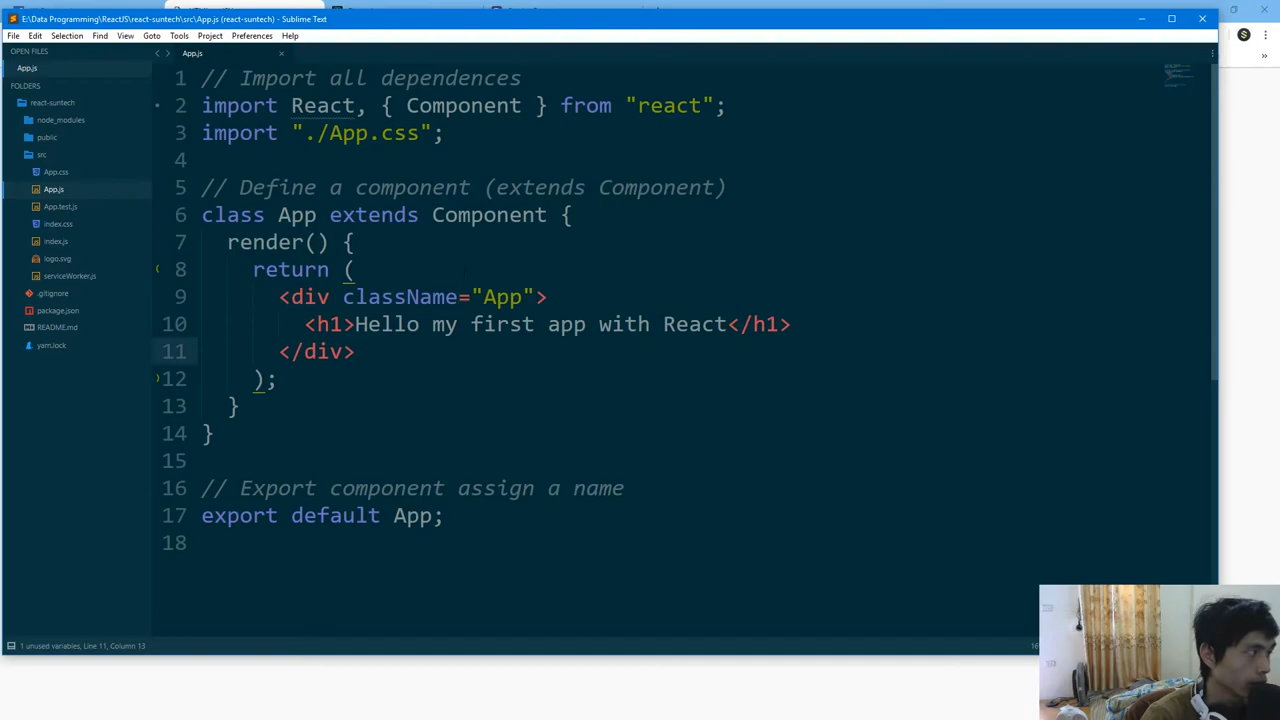 E:\Data Programming\ReactJS\react-suntech\src\App.js (react-suntech) - Sublime Text
File Edit Selection Find View Goto Tools Project Preferences Help
OPEN FILES
App.js
FOLDERS
react-suntech
node_modules
public
src
App.css
App.js
App.test.js
index.css
index.js
logo.svg
serviceWorker.js
.gitignore
package.json
README.md
yarn.lock
App.js
1 // Import all dependences
2 import React, { Component } from "react";
3 import "./App.css";
4
5 // Define a component (extends Component)
6 class App extends Component {
7 render() {
8 return (
9 <div className="App">
10 <h1>Hello my first app with React</h1>
11 </div>
12 );
13 }
14 }
15
16 // Export component assign a name
17 export default App;
18
1 unused variables, Line 11, Column 13